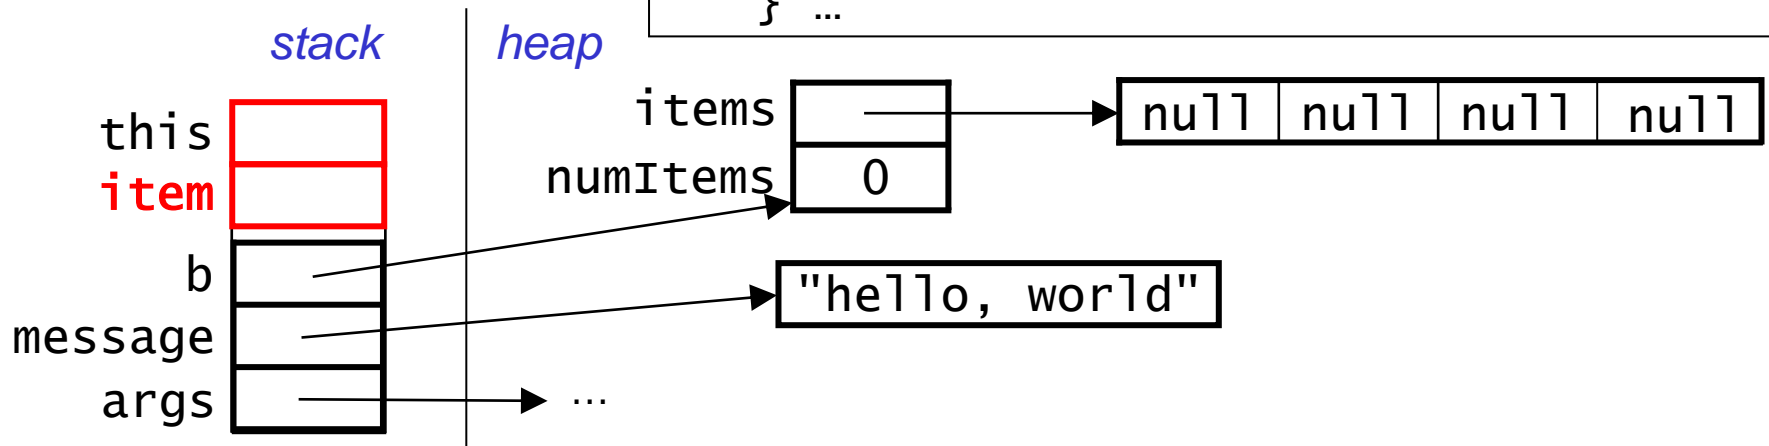 } …
stack heap
items null null null null
this
numItems 0
item
b
"hello, world"
message
args …